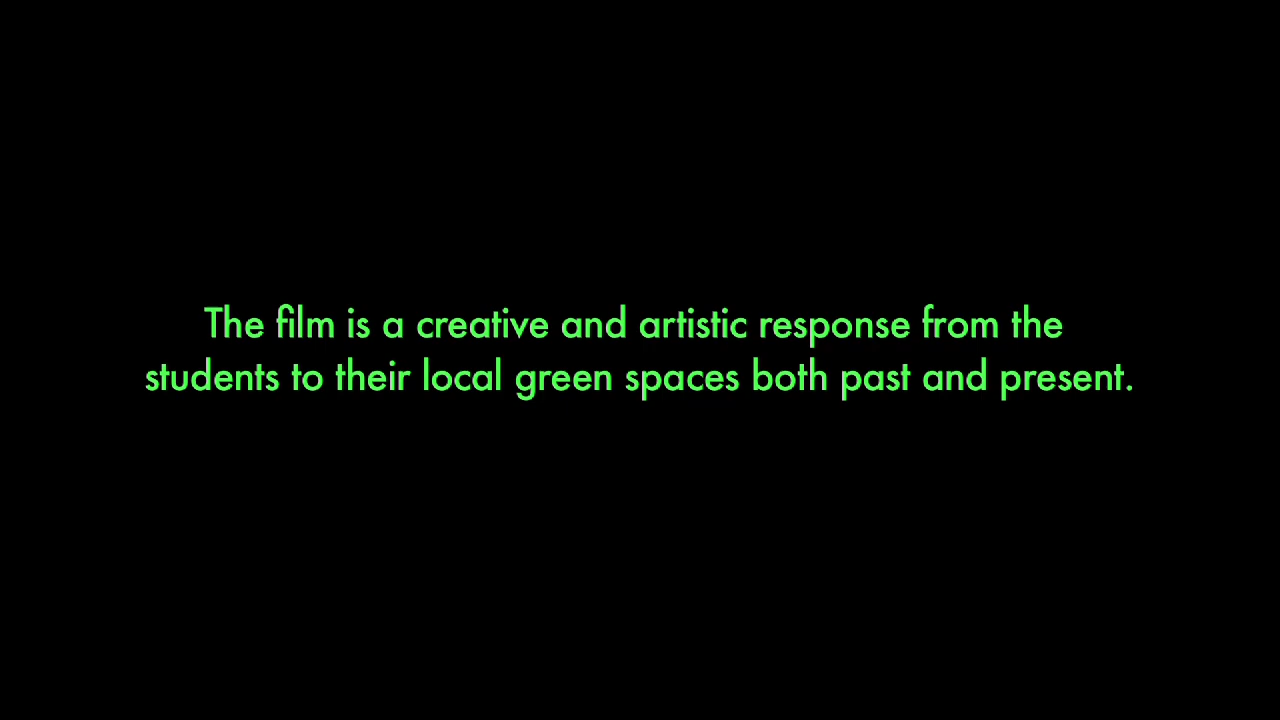 The film is a creative and artistic response from the
students to their local green spaces both past and present.